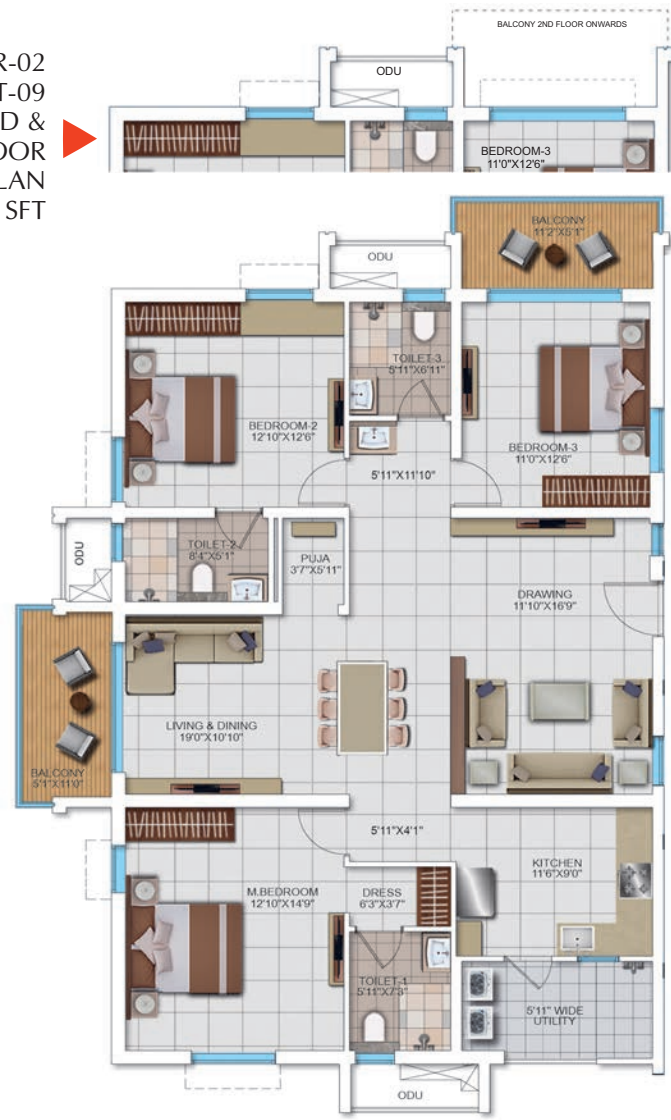 R-02
T-09
D &
OOR
LAN
SFT
BALCONY 2ND FLOOR ONWARDS
ODU
BEDROOM-3
11'0"X12'6"
BALCONY
11'2"X5'1"
ODU
TOILET-3
5'11"X6'11"
BEDROOM-2
12'10"X12'6"
BEDROOM-3
11'0"X12'6"
5'11"X11'10"
ODU
TOILET-2
8'4"X5'1"
PUJA
3'7"X5'11"
DRAWING
11'10"X16'9"
LIVING & DINING
19'0"X10'10"
BALCONY
5'1"X11'0"
5'11"X4'1"
KITCHEN
11'6"X9'0"
M.BEDROOM
12'10"X14'9"
DRESS
6'3"X3'7"
TOILET-1
5'11"X7'3"
5'11" WIDE
UTILITY
ODU